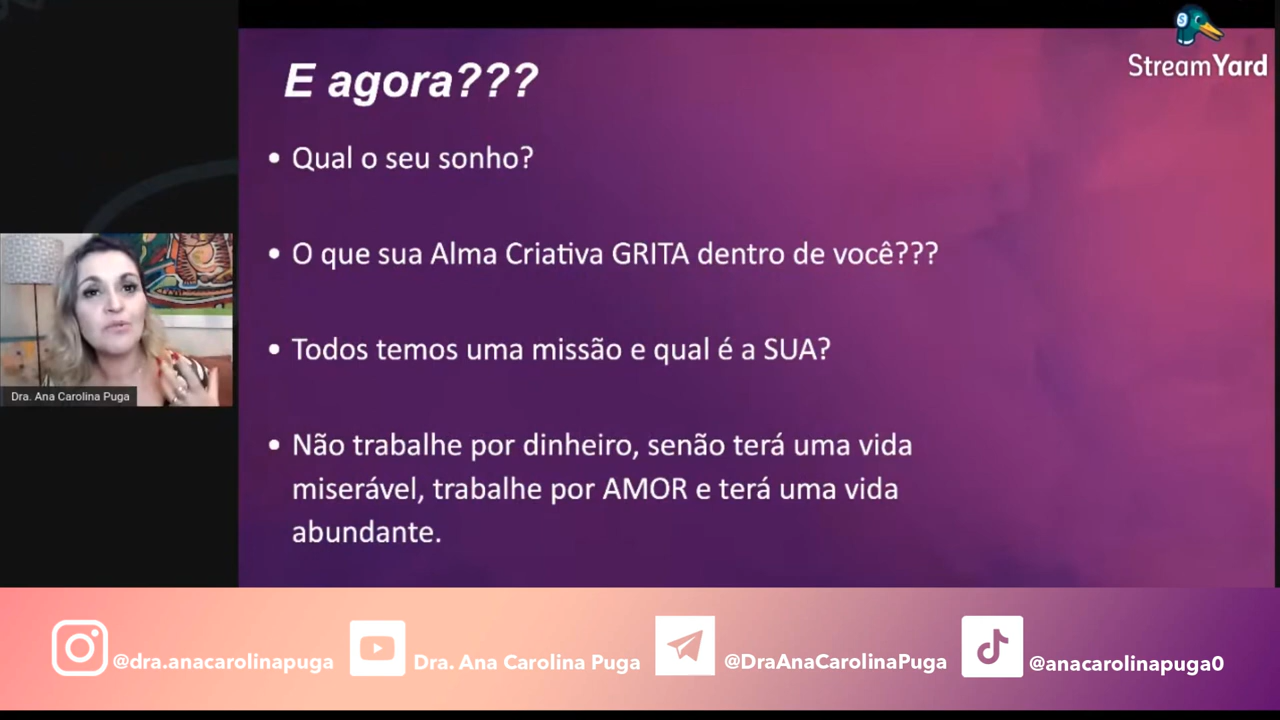 StreamYard
E agora???
• Qual o seu sonho?
• O que sua Alma Criativa GRITA dentro de você???
• Todos temos uma missão e qual é a SUA?
• Não trabalhe por dinheiro, senão terá uma vida
miserável, trabalhe por AMOR e terá uma vida
abundante.
Dra. Ana Carolina Puga
@dra.anacarolinapuga
Dra. Ana Carolina Puga
@DraAnaCarolinaPuga
@anacarolinapuga0